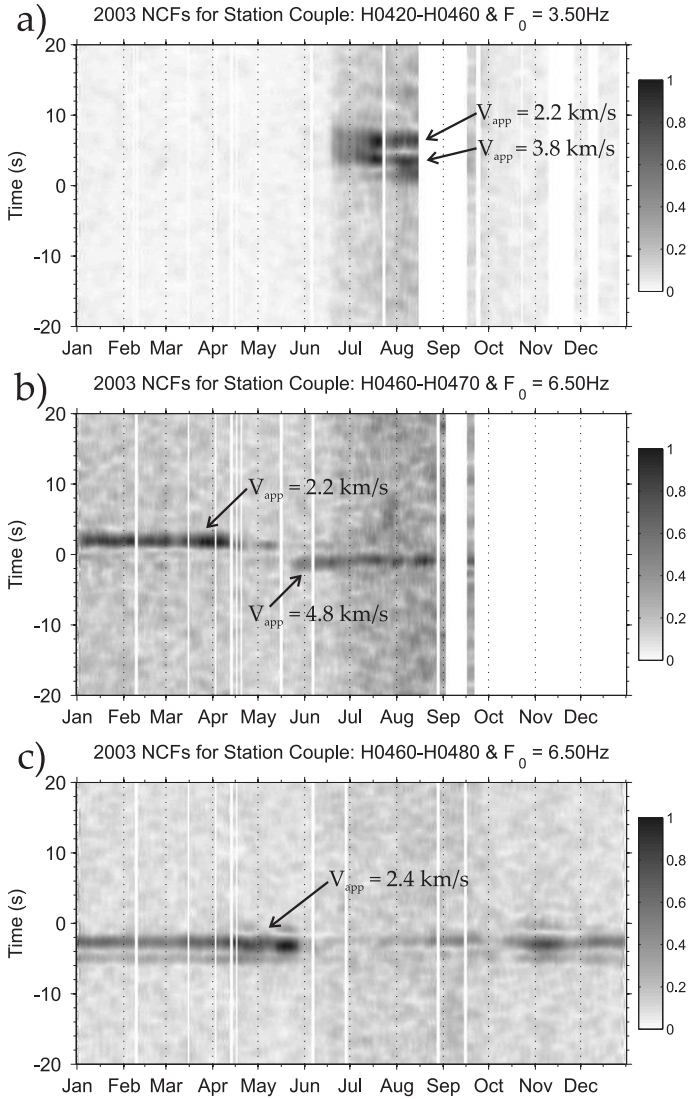 a)
2003 NCFs for Station Couple: H0420-H0460 & F0 = 3.50Hz
Time (s)
20
10
0
-10
-20
Vapp = 2.2 km/s
Vapp = 3.8 km/s
1
0.8
0.6
0.4
0.2
0
Jan Feb Mar Apr May Jun Jul Aug Sep Oct Nov Dec
b)
2003 NCFs for Station Couple: H0460-H0470 & F0 = 6.50Hz
Time (s)
20
10
0
-10
-20
Vapp = 2.2 km/s
Vapp = 4.8 km/s
1
0.8
0.6
0.4
0.2
0
Jan Feb Mar Apr May Jun Jul Aug Sep Oct Nov Dec
c)
2003 NCFs for Station Couple: H0460-H0480 & F0 = 6.50Hz
Time (s)
20
10
0
-10
-20
Vapp = 2.4 km/s
1
0.8
0.6
0.4
0.2
0
Jan Feb Mar Apr May Jun Jul Aug Sep Oct Nov Dec